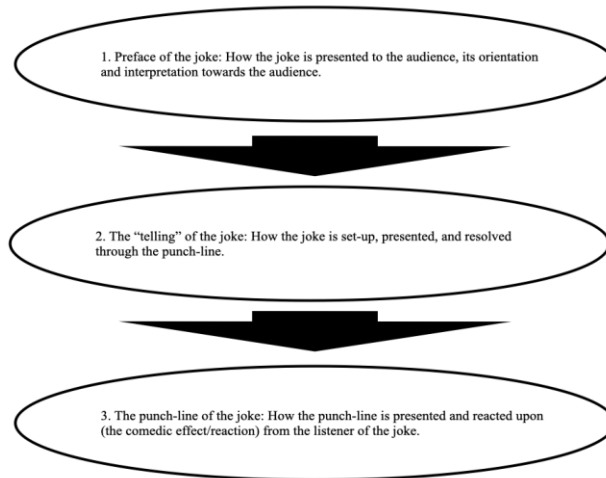 1. Preface of the joke: How the joke is presented to the audience, its orientation
and interpretation towards the audience.
2. The “telling” of the joke: How the joke is set-up, presented, and resolved
through the punch-line.
3. The punch-line of the joke: How the punch-line is presented and reacted upon
(the comedic effect/reaction) from the listener of the joke.